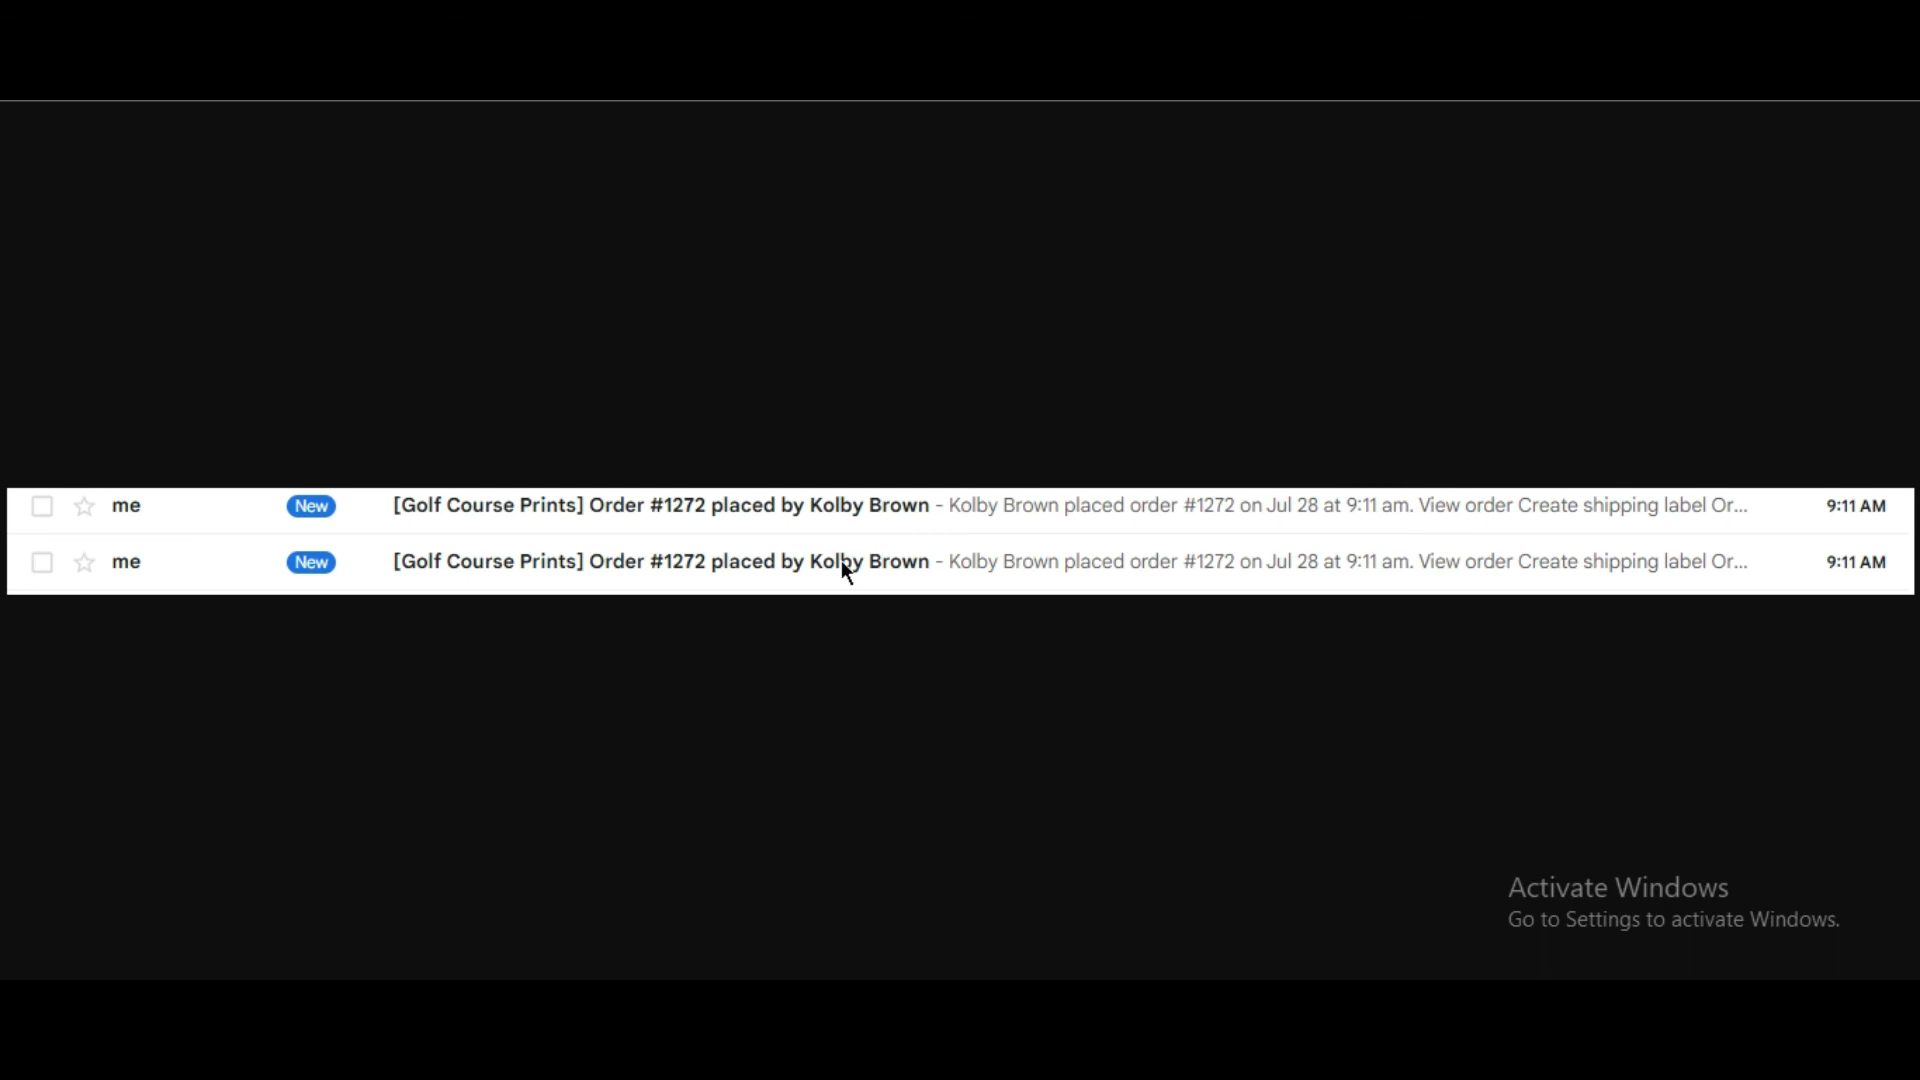 me New [Golf Course Prints] Order #1272 placed by Kolby Brown - Kolby Brown placed order #1272 on Jul 28 at 9:11 am. View order Create shipping label Or... 9:11 AM
me New [Golf Course Prints] Order #1272 placed by Kolby Brown - Kolby Brown placed order #1272 on Jul 28 at 9:11 am. View order Create shipping label Or... 9:11 AM
Activate Windows
Go to Settings to activate Windows.